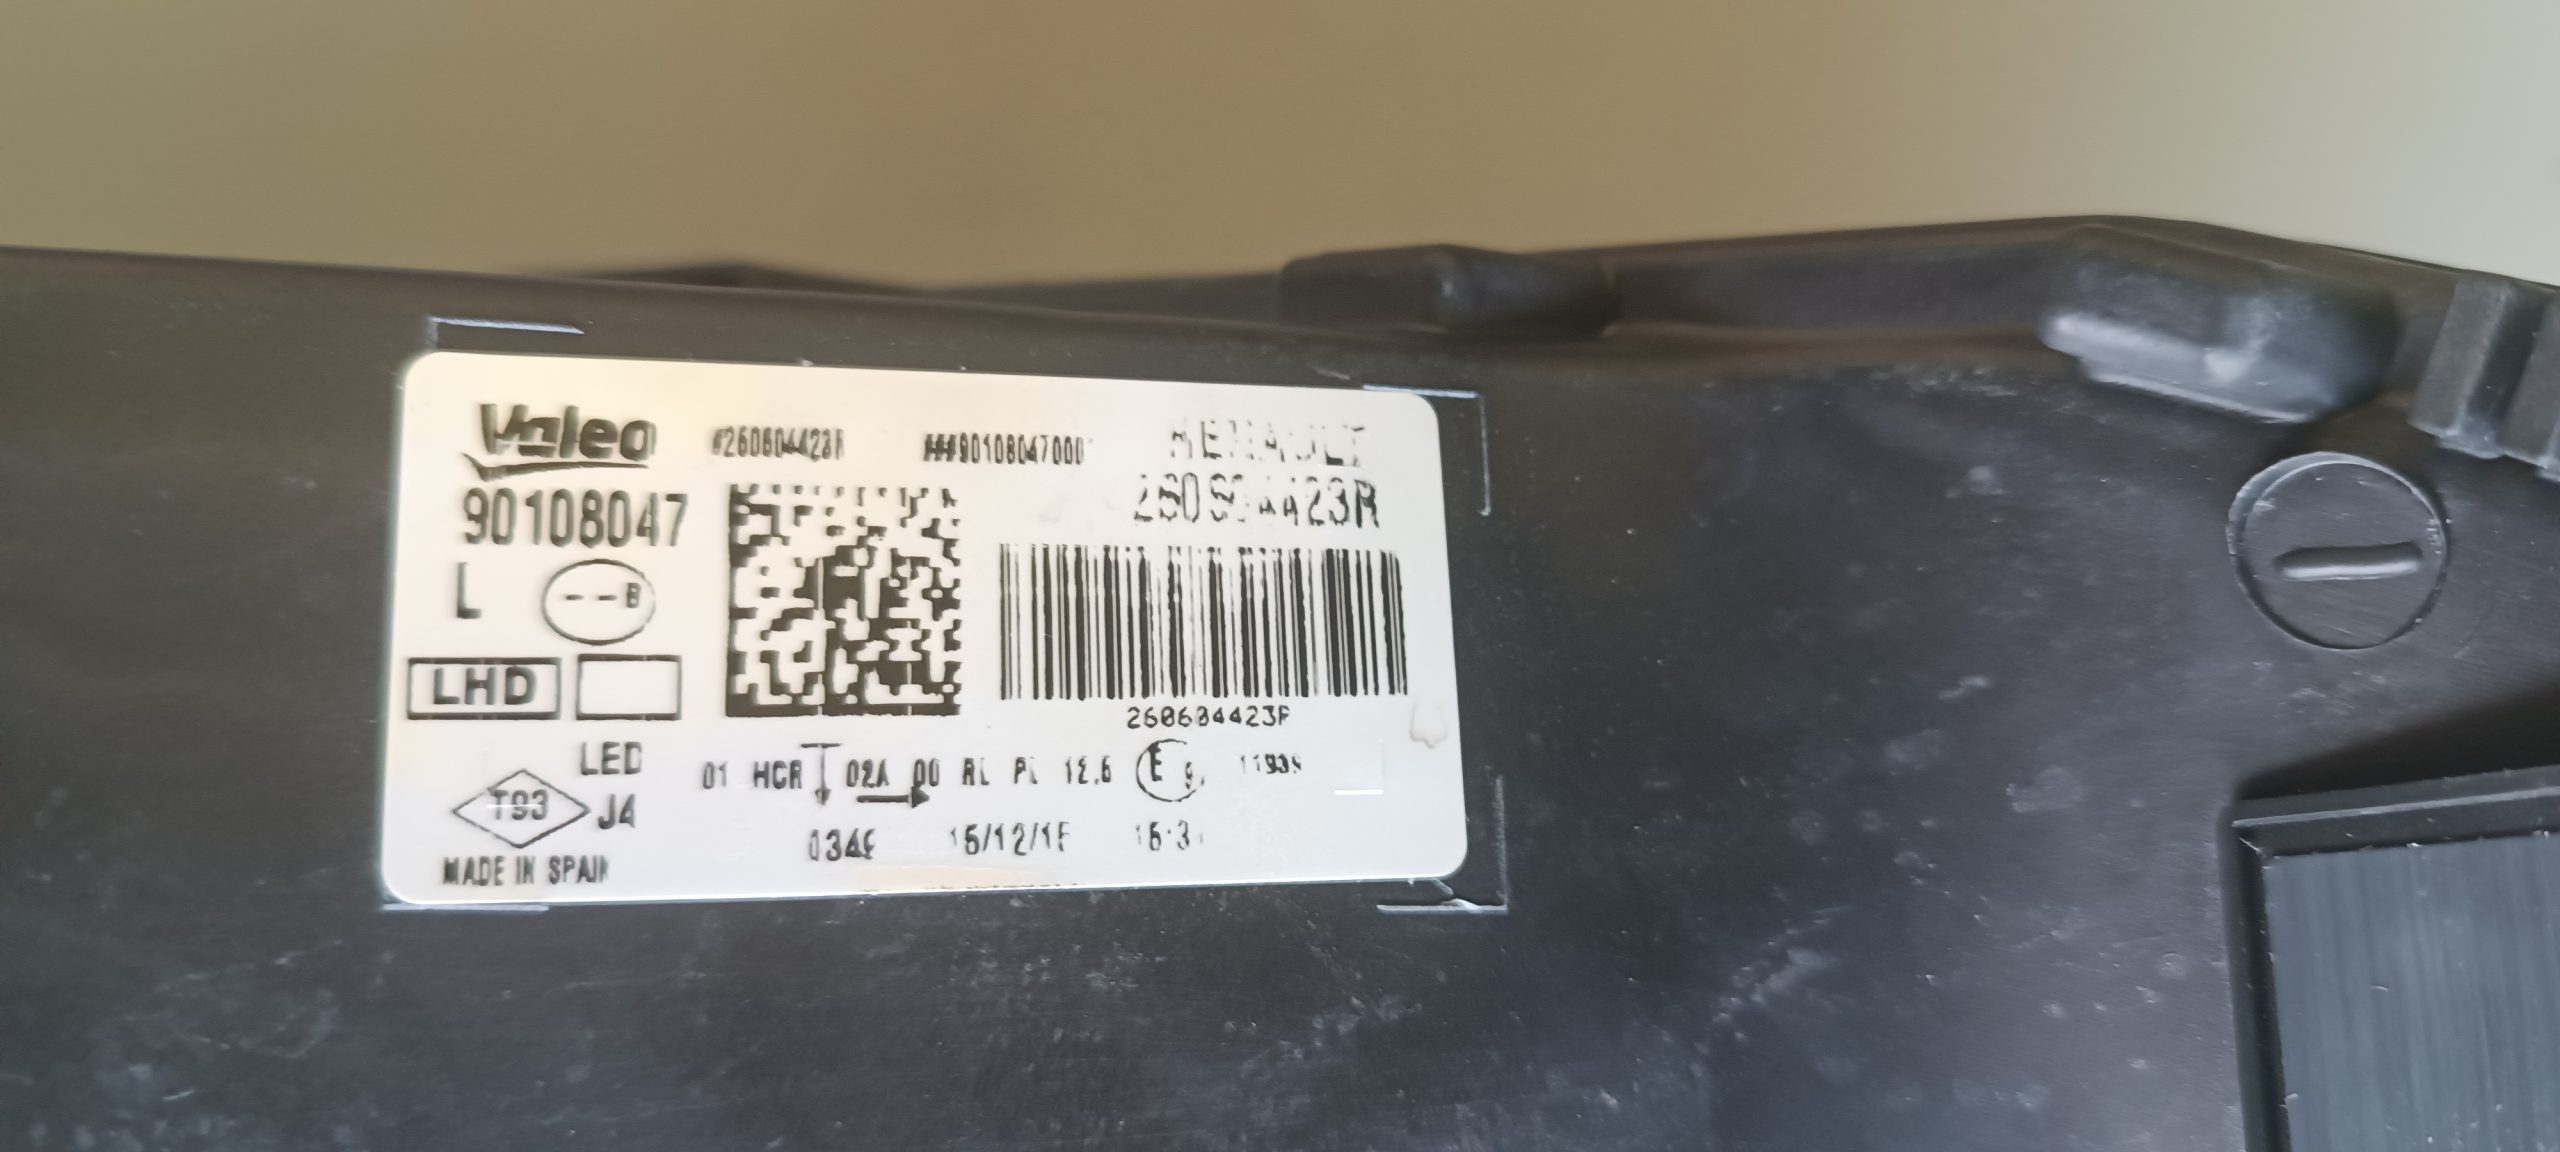 Valeo #260604423R ###90108047000 RENAULT
90108047 260604423R
L --B
LHD
260604423R
LED 01 HCR 02A 00 RL PL 12.5 E
T93 J4
MADE IN SPAIN